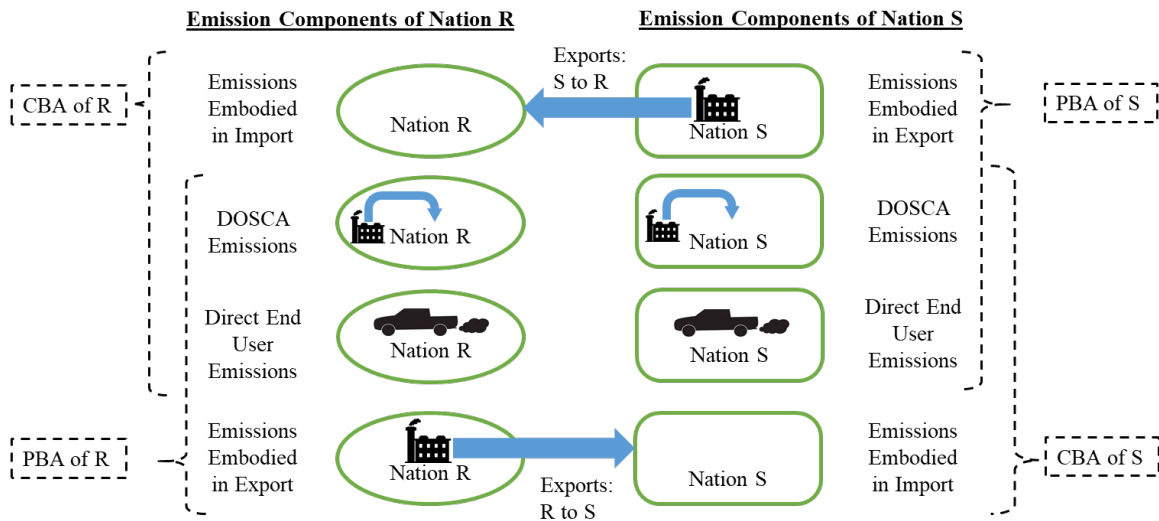 Emission Components of Nation R
Emission Components of Nation S
CBA of R
Emissions
Embodied
in Import
Nation R
Exports:
S to R
Nation S
Emissions
Embodied
in Export
PBA of S
DOSCA
Emissions
Nation R
Nation S
DOSCA
Emissions
Direct End
User
Emissions
Nation R
Nation S
Direct End
User
Emissions
PBA of R
Emissions
Embodied
in Export
Nation R
Exports:
R to S
Nation S
Emissions
Embodied
in Import
CBA of S